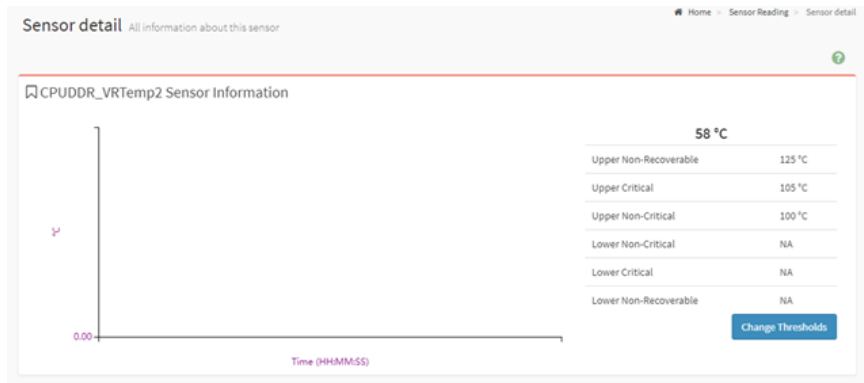 Home > Sensor Reading > Sensor detail
Sensor detail All information about this sensor
?
CPUDDR_VRTemp2 Sensor Information
°C
0.00
Time (HH:MM:SS)
58 °C
Upper Non-Recoverable 125 °C
Upper Critical 105 °C
Upper Non-Critical 100 °C
Lower Non-Critical NA
Lower Critical NA
Lower Non-Recoverable NA
Change Thresholds